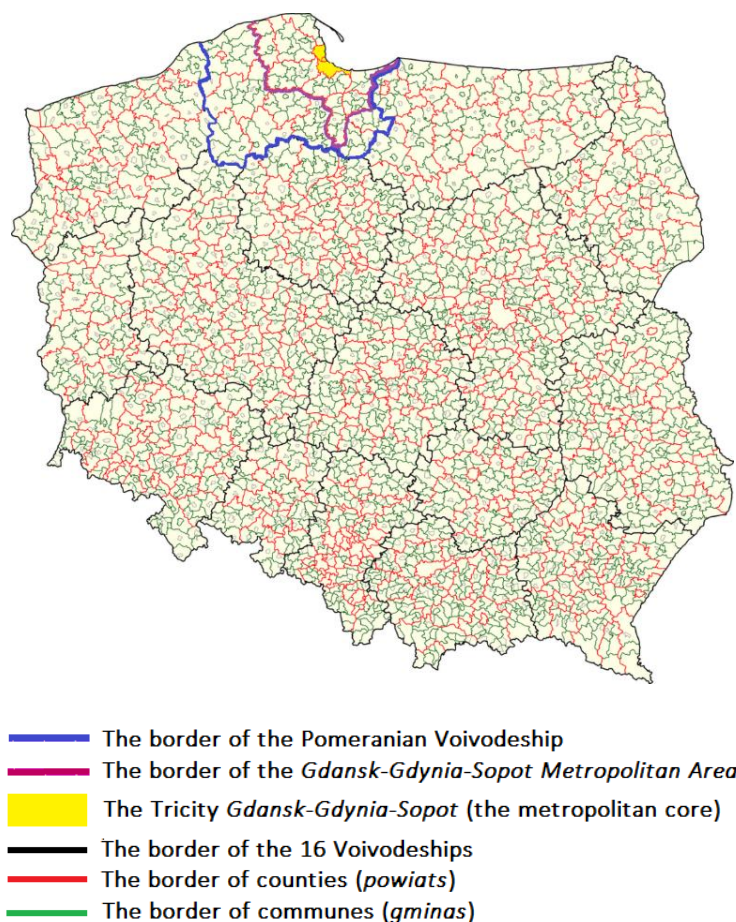 The border of the Pomeranian Voivodeship
The border of the Gdansk-Gdynia-Sopot Metropolitan Area
The Tricity Gdansk-Gdynia-Sopot (the metropolitan core)
The border of the 16 Voivodeships
The border of counties (powiats)
The border of communes (gminas)